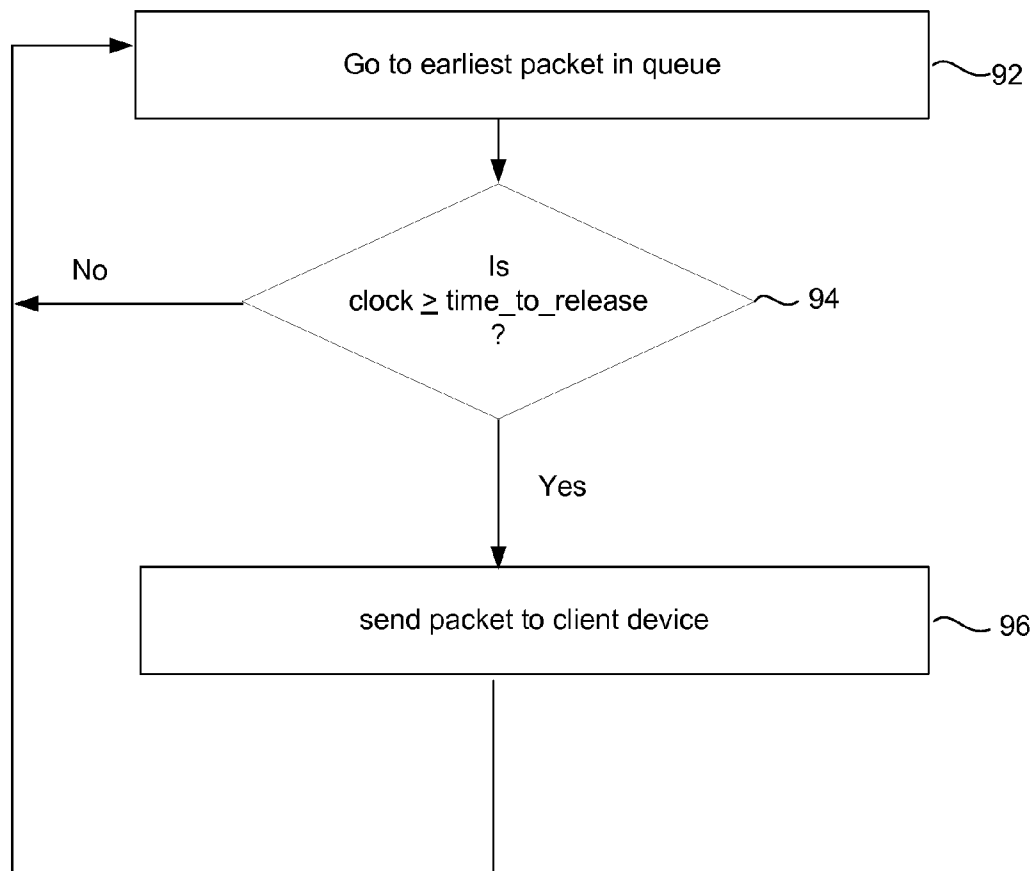 Go to earliest packet in queue
92
Is
clock ≥ time_to_release
?
94
No
Yes
send packet to client device
96